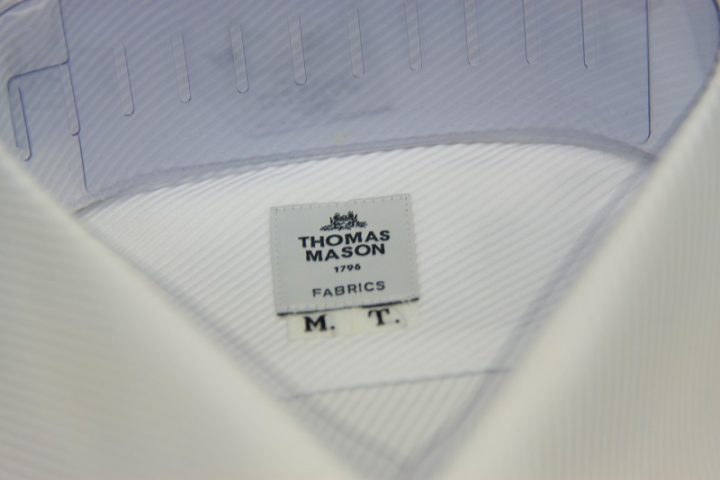 THOMAS
MASON
1796
FABRICS
M. T.